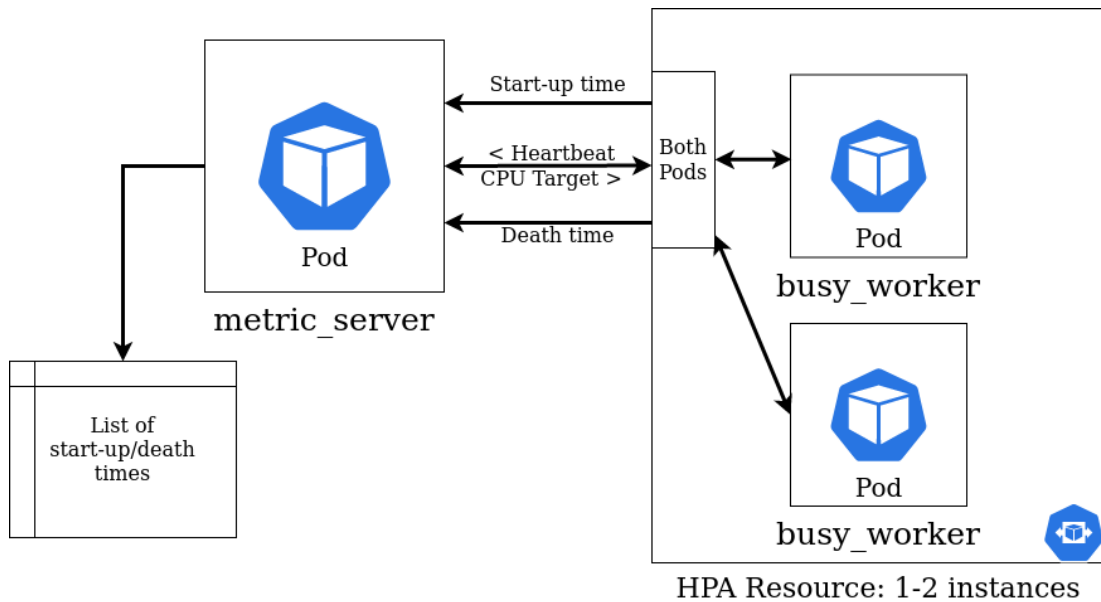 Start-up time
< Heartbeat
CPU Target >
Death time
Both
Pods
Pod
metric_server
Pod
busy_worker
List of
start-up/death
times
Pod
busy_worker
HPA Resource: 1-2 instances